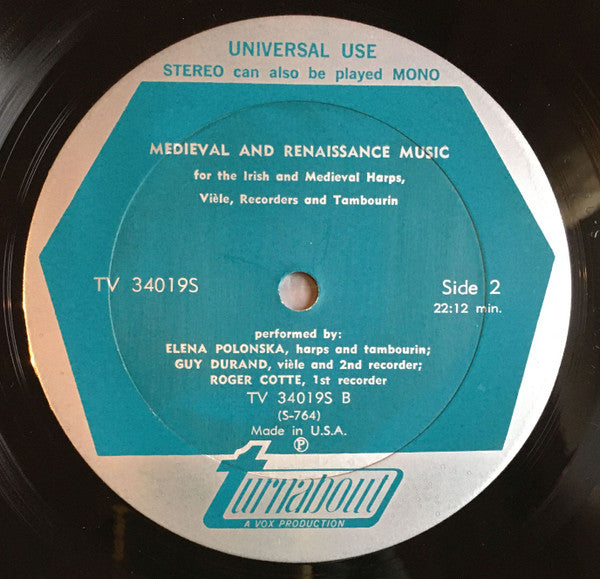 UNIVERSAL USE
STEREO can also be played MONO
MEDIEVAL AND RENAISSANCE MUSIC
for the Irish and Medieval Harps,
Vièle, Recorders and Tambourin
TV 34019S
Side 2
22:12 min.
performed by:
ELENA POLONSKA, harps and tambourin;
GUY DURAND, vièle and 2nd recorder;
ROGER COTTE, 1st recorder
TV 34019S B
(S-764)
Made in U.S.A.
℗
turnabout
A VOX PRODUCTION